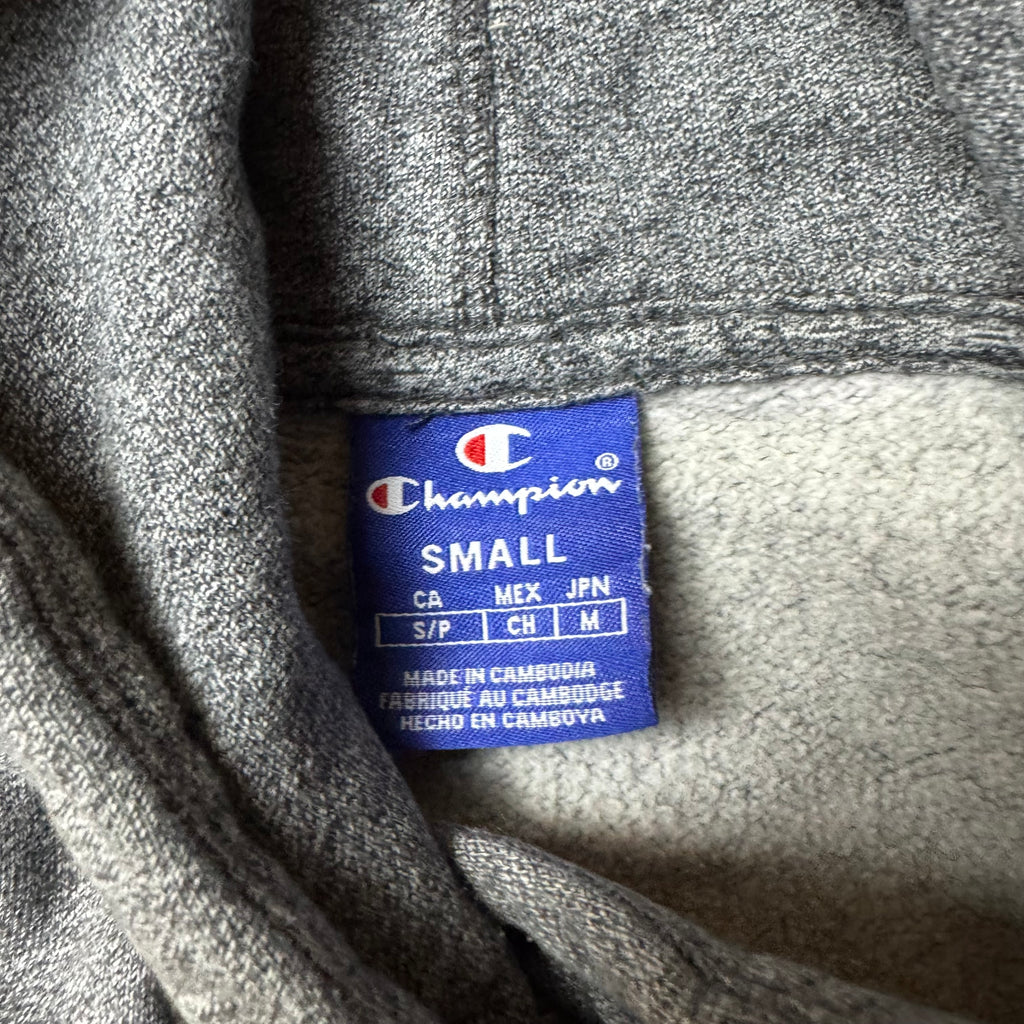 Champion®
SMALL
CA MEX JPN
S/P CH M
MADE IN CAMBODIA
FABRIQUÉ AU CAMBODGE
HECHO EN CAMBOYA